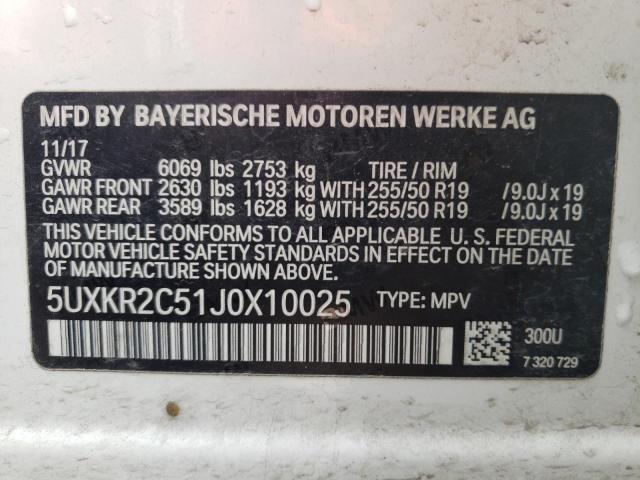 MFD BY BAYERISCHE MOTOREN WERKE AG
11/17
GVWR 6069 lbs 2753 kg TIRE / RIM
GAWR FRONT 2630 lbs 1193 kg WITH 255/50 R19 /9.0J x 19
GAWR REAR 3589 lbs 1628 kg WITH 255/50 R19 /9.0J x 19
THIS VEHICLE CONFORMS TO ALL APPLICABLE U. S. FEDERAL
MOTOR VEHICLE SAFETY STANDARDS IN EFFECT ON THE DATE
OF MANUFACTURE SHOWN ABOVE.
5UXKR2C51J0X10025 TYPE: MPV
300U
7 320 729